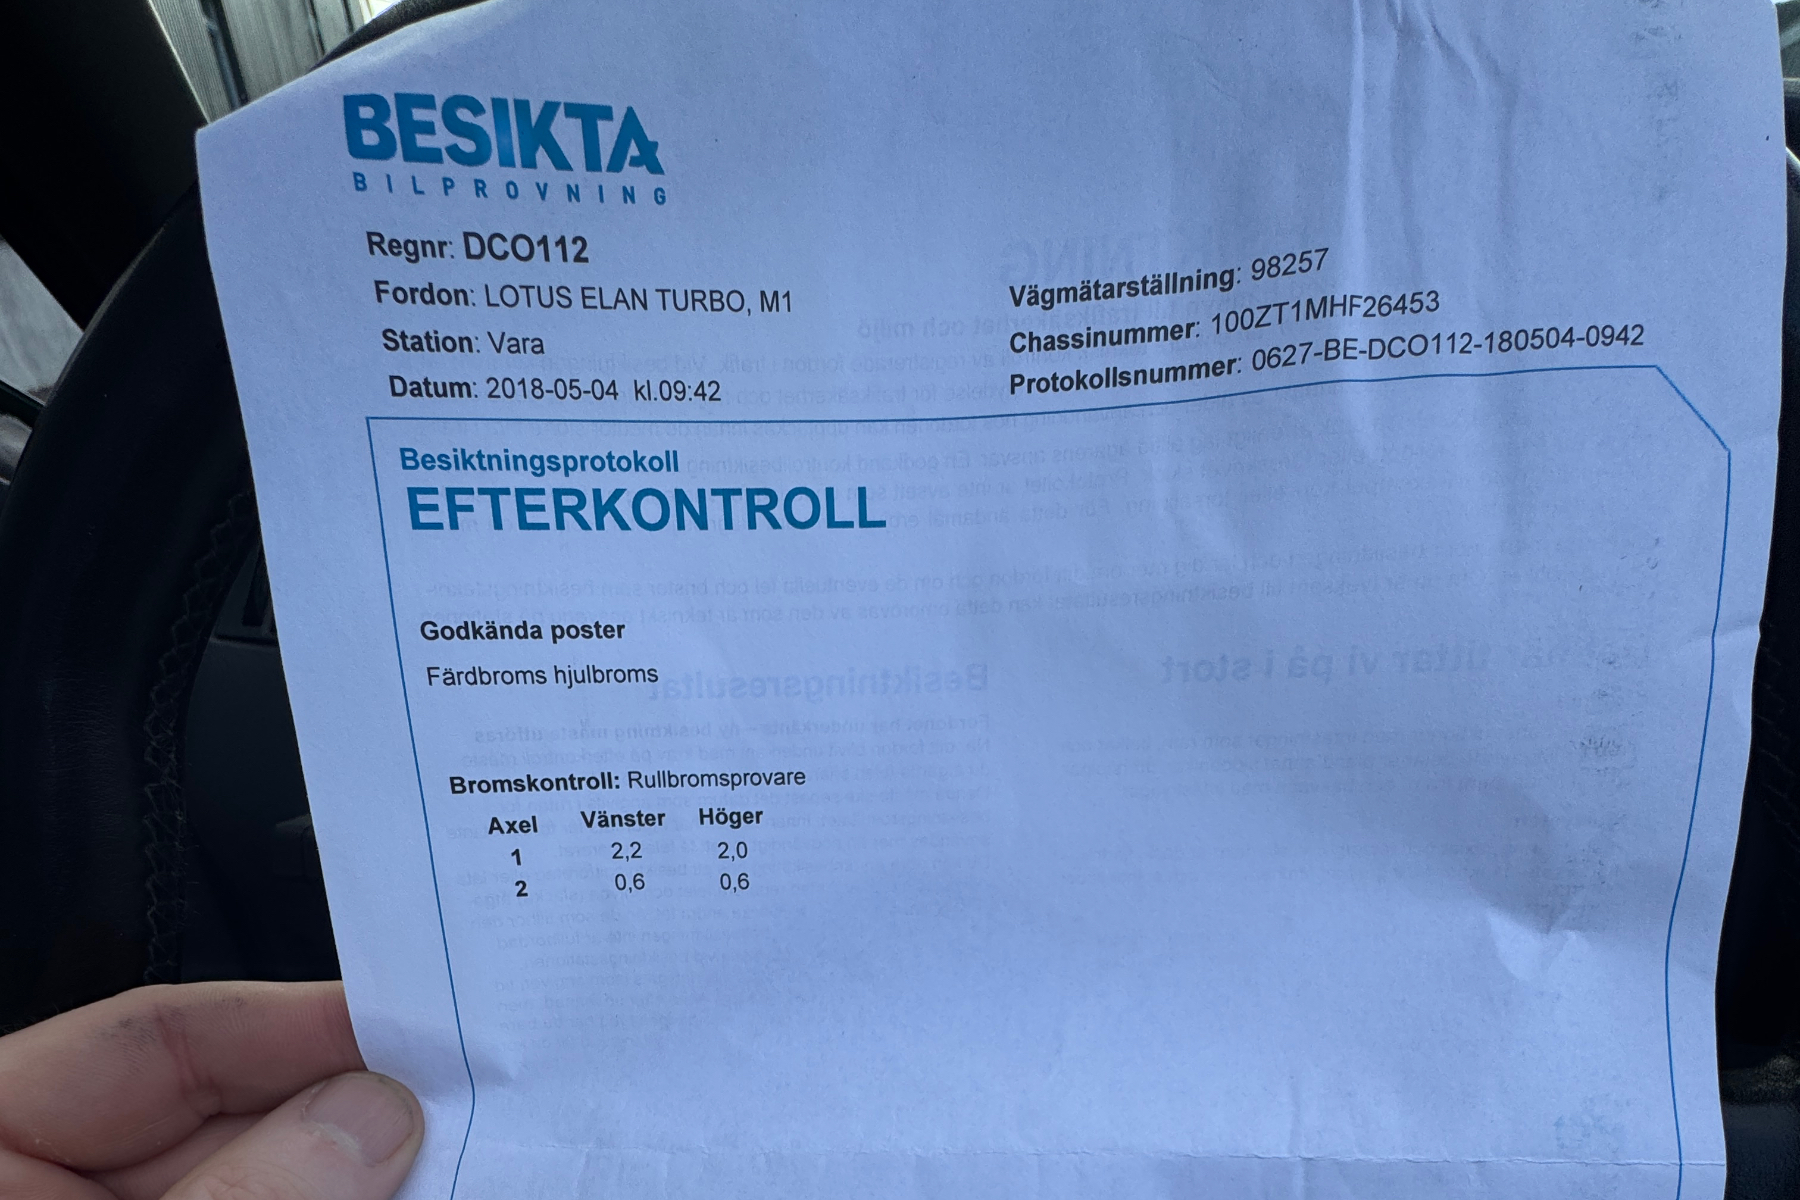 BESIKTA
BILPROVNING
Regnr: DCO112
Fordon: LOTUS ELAN TURBO, M1
Station: Vara
Datum: 2018-05-04 kl.09:42
Vägmätarställning: 98257
Chassinummer: 100ZT1MHF26453
Protokollsnummer: 0627-BE-DCO112-180504-0942
Besiktningsprotokoll
EFTERKONTROLL
Godkända poster
Färdbroms hjulbroms
Bromskontroll: Rullbromsprovare
Axel Vänster Höger
1 2,2 2,0
2 0,6 0,6